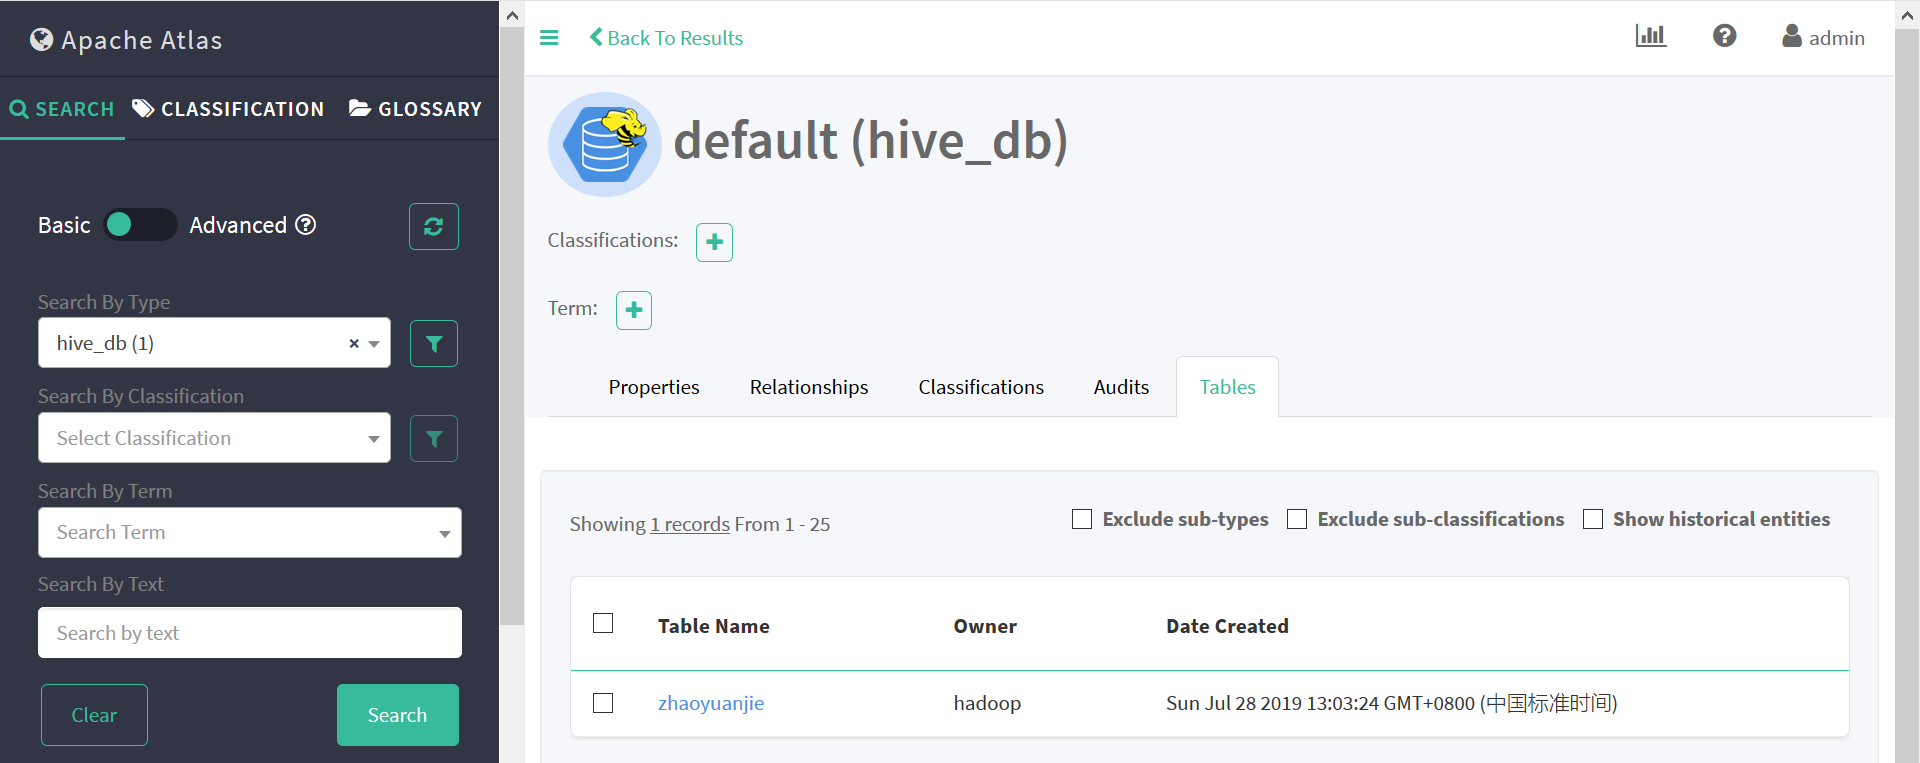 Apache Atlas
SEARCH CLASSIFICATION GLOSSARY
Basic Advanced
Search By Type
hive_db (1) ×
Search By Classification
Select Classification
Search By Term
Search Term
Search By Text
Search by text
Clear Search
Back To Results admin
default (hive_db)
Classifications:
Term:
Properties Relationships Classifications Audits Tables
Showing 1 records From 1 - 25 Exclude sub-types Exclude sub-classifications Show historical entities
Table Name Owner Date Created
zhaoyuanjie hadoop Sun Jul 28 2019 13:03:24 GMT+0800 (中国标准时间)